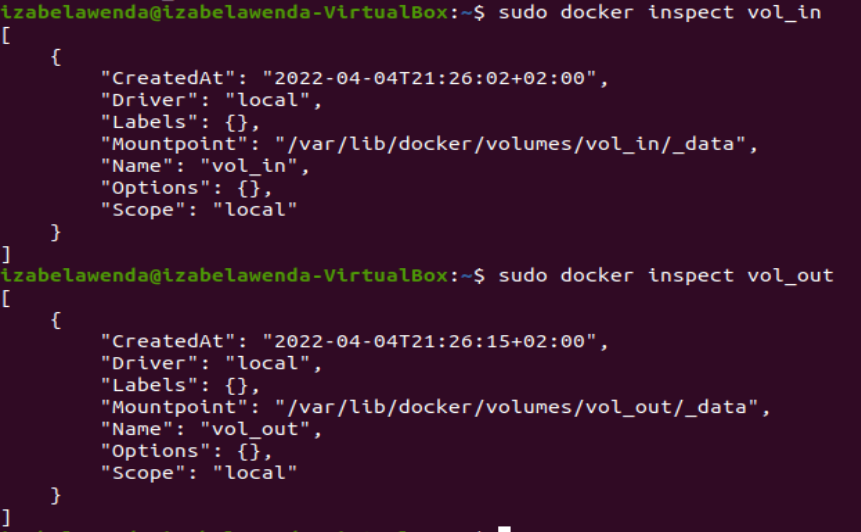 izabelawenda@izabelawenda-VirtualBox:~$ sudo docker inspect vol_in
[
    {
        "CreatedAt": "2022-04-04T21:26:02+02:00",
        "Driver": "local",
        "Labels": {},
        "Mountpoint": "/var/lib/docker/volumes/vol_in/_data",
        "Name": "vol_in",
        "Options": {},
        "Scope": "local"
    }
]
izabelawenda@izabelawenda-VirtualBox:~$ sudo docker inspect vol_out
[
    {
        "CreatedAt": "2022-04-04T21:26:15+02:00",
        "Driver": "local",
        "Labels": {},
        "Mountpoint": "/var/lib/docker/volumes/vol_out/_data",
        "Name": "vol_out",
        "Options": {},
        "Scope": "local"
    }
]